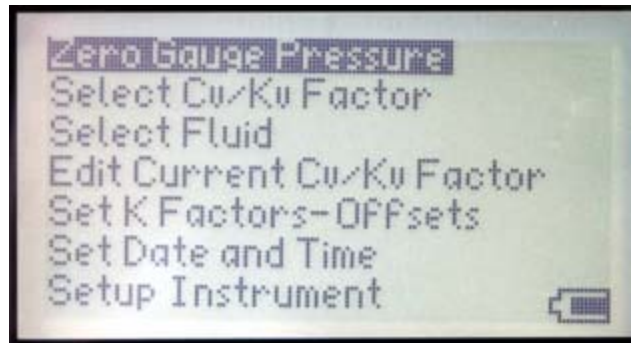 Zero Gauge Pressure
Select Cv/Kv Factor
Select Fluid
Edit Current Cv/Kv Factor
Set K Factors-Offsets
Set Date and Time
Setup Instrument